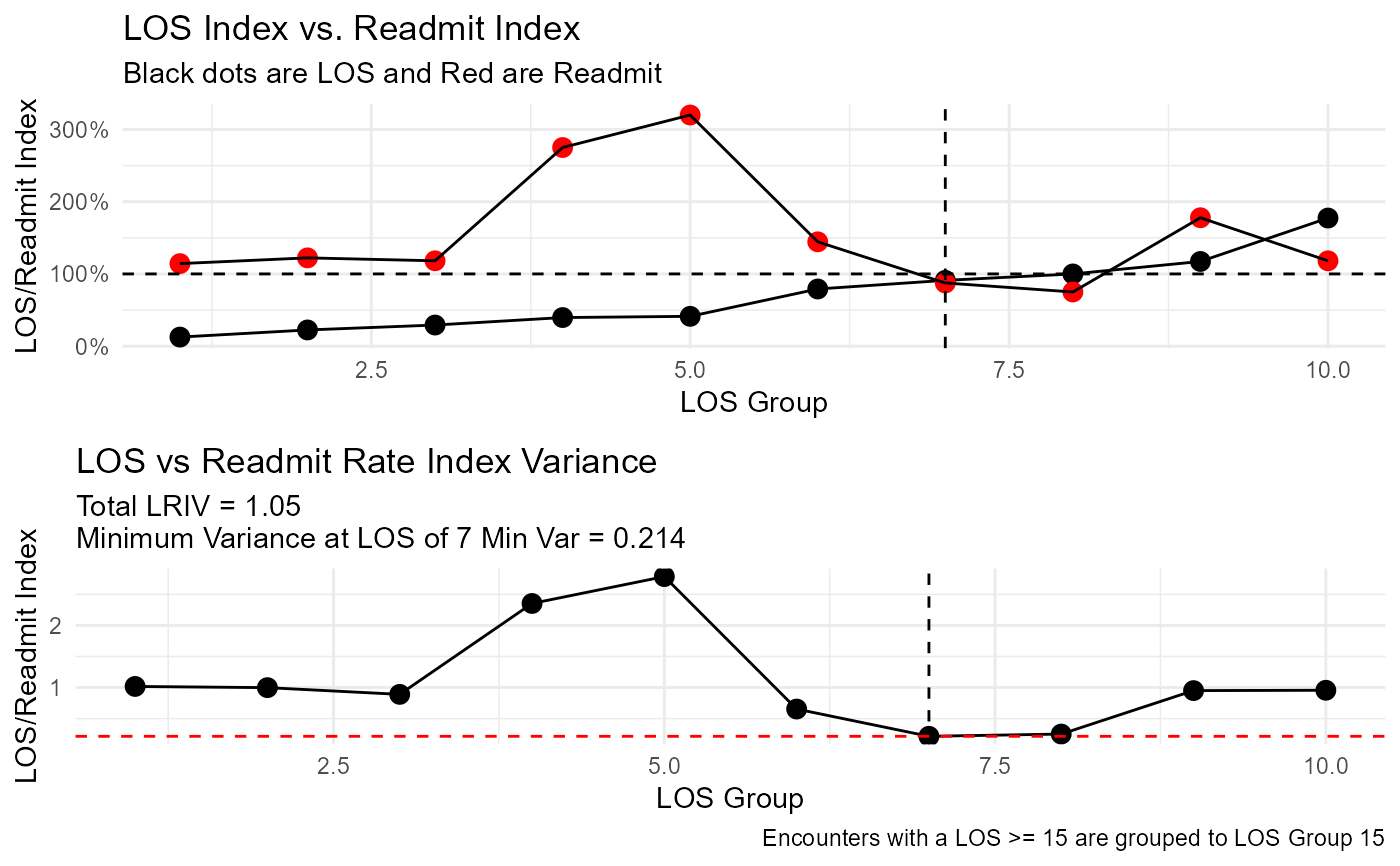 LOS Index vs. Readmit Index
Black dots are LOS and Red are Readmit
LOS/Readmit Index
300%
200%
100%
0%
2.5 5.0 7.5 10.0
LOS Group
LOS vs Readmit Rate Index Variance
Total LRIV = 1.05
Minimum Variance at LOS of 7 Min Var = 0.214
LOS/Readmit Index
2
1
2.5 5.0 7.5 10.0
LOS Group
Encounters with a LOS >= 15 are grouped to LOS Group 15